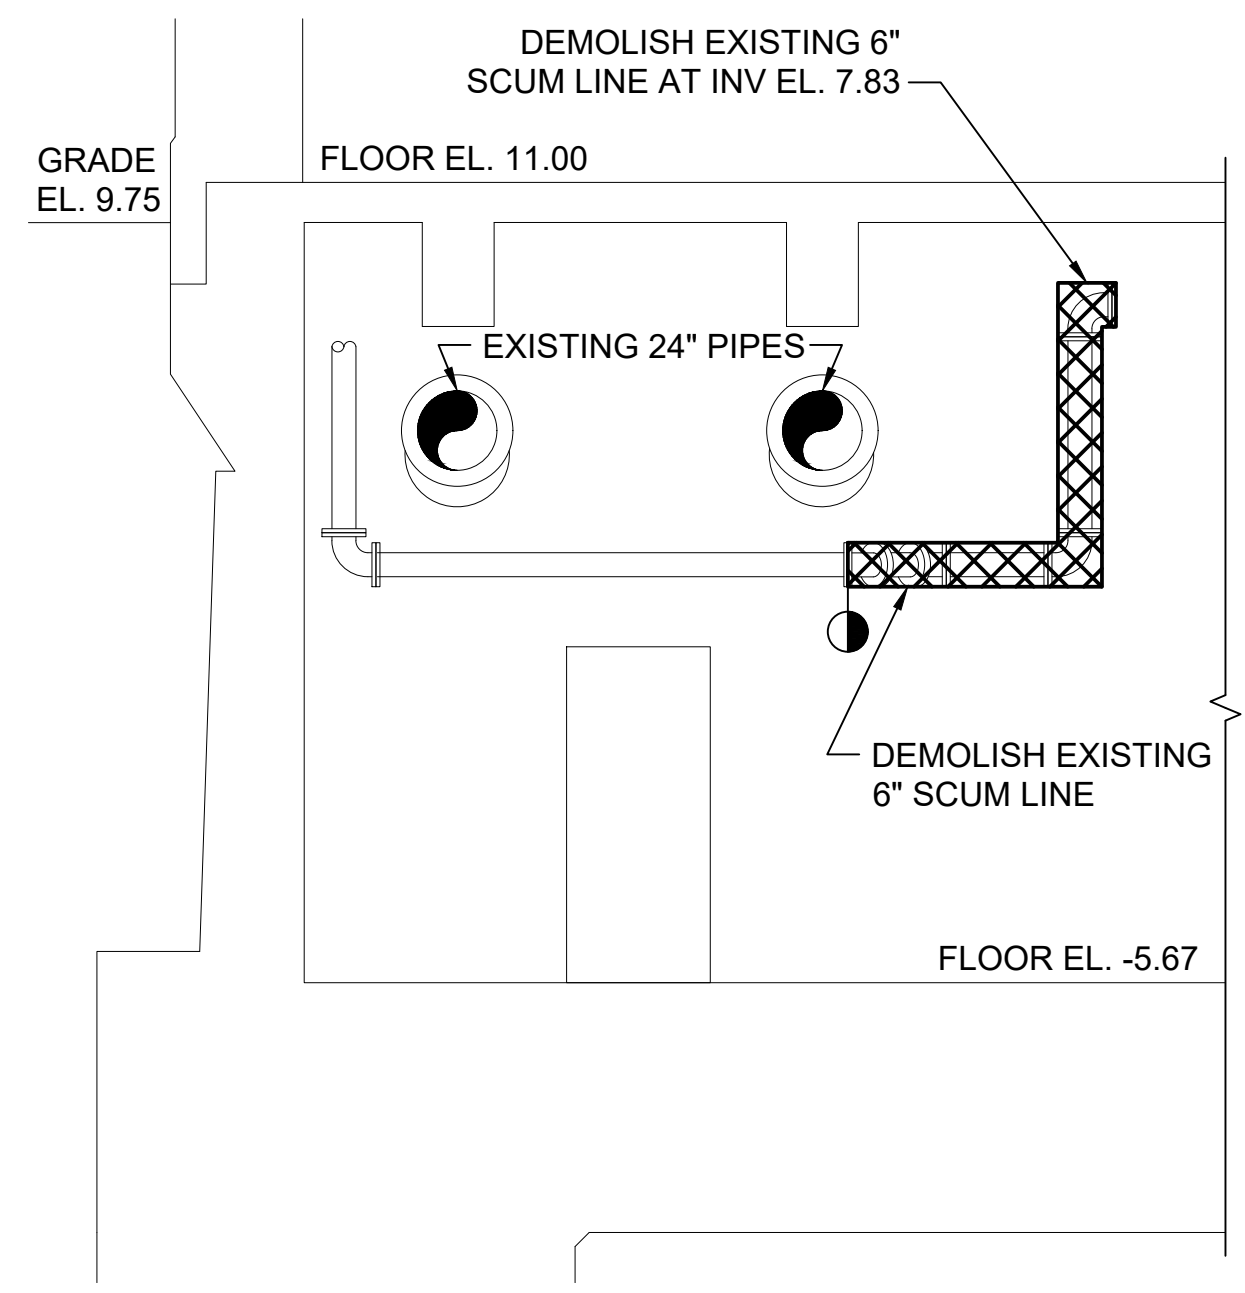 DEMOLISH EXISTING 6"
SCUM LINE AT INV EL. 7.83
GRADE
EL. 9.75
FLOOR EL. 11.00
EXISTING 24" PIPES
DEMOLISH EXISTING
6" SCUM LINE
FLOOR EL. -5.67